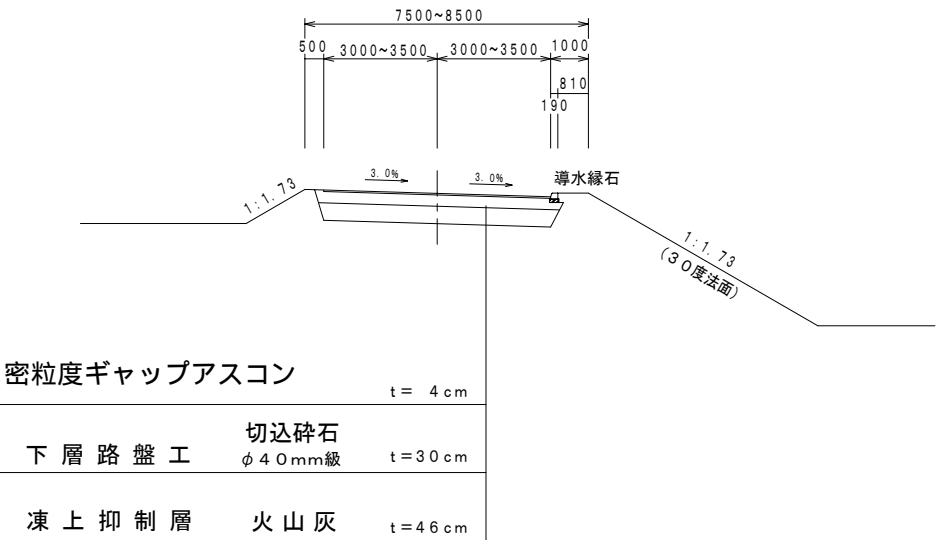 7500~8500
500 3000~3500 3000~3500 1000
810
190
3.0% 3.0% 導水縁石
1:1.73
1:1.73
(30度法面)
密粒度ギャップアスコン t= 4cm
下層路盤工 切込砕石 φ40mm級 t=30cm
凍上抑制層 火山灰 t=46cm